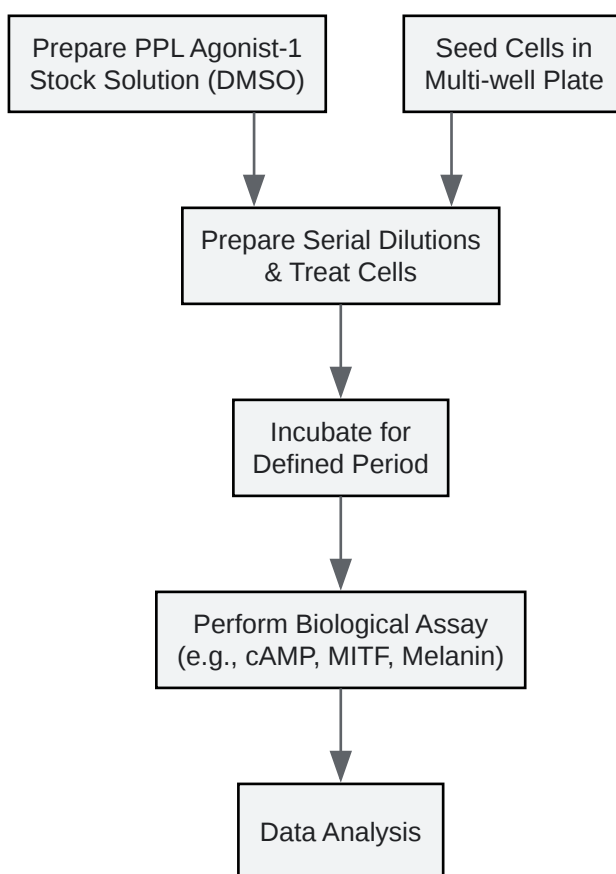 Prepare PPL Agonist-1
Stock Solution (DMSO)
Seed Cells in
Multi-well Plate
Prepare Serial Dilutions
& Treat Cells
Incubate for
Defined Period
Perform Biological Assay
(e.g., cAMP, MITF, Melanin)
Data Analysis